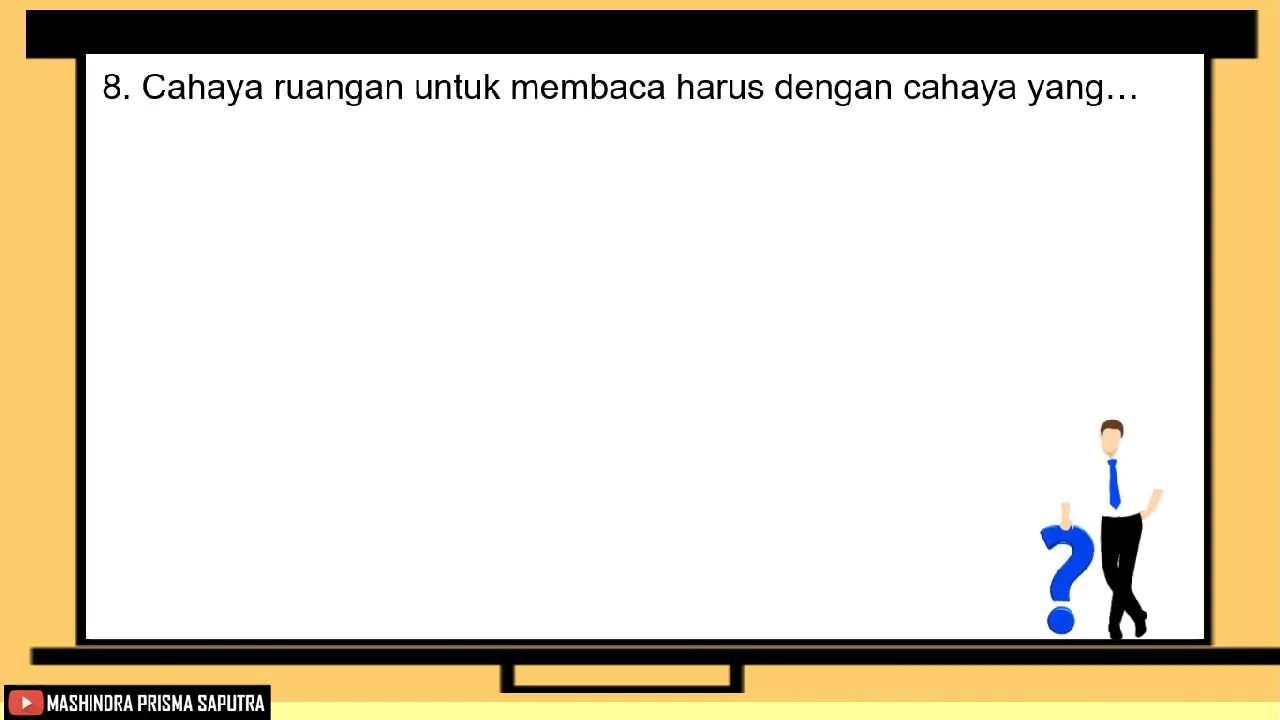 8. Cahaya ruangan untuk membaca harus dengan cahaya yang…
MASHINDRA PRISMA SAPUTRA